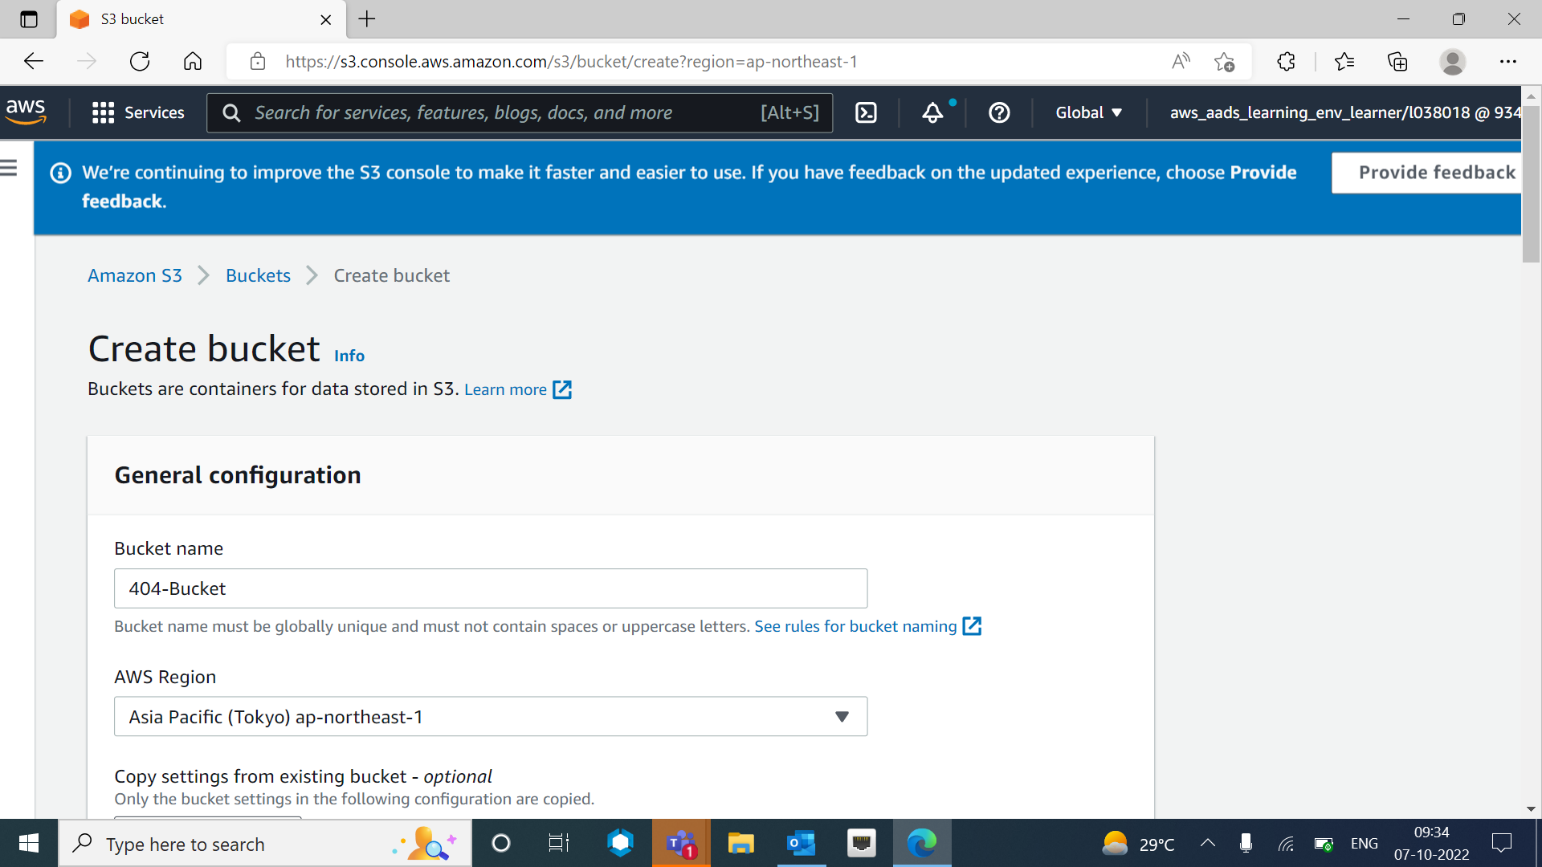 S3 bucket
https://s3.console.aws.amazon.com/s3/bucket/create?region=ap-northeast-1
aws
Services
Search for services, features, blogs, docs, and more
[Alt+S]
Global
aws_aads_learning_env_learner/l038018 @ 934
We're continuing to improve the S3 console to make it faster and easier to use. If you have feedback on the updated experience, choose Provide
feedback.
Provide feedback
Amazon S3
Buckets
Create bucket
Create bucket Info
Buckets are containers for data stored in S3. Learn more
General configuration
Bucket name
404-Bucket
Bucket name must be globally unique and must not contain spaces or uppercase letters. See rules for bucket naming
AWS Region
Asia Pacific (Tokyo) ap-northeast-1
Copy settings from existing bucket - optional
Only the bucket settings in the following configuration are copied.
Type here to search
1
29°C
ENG
09:34
07-10-2022